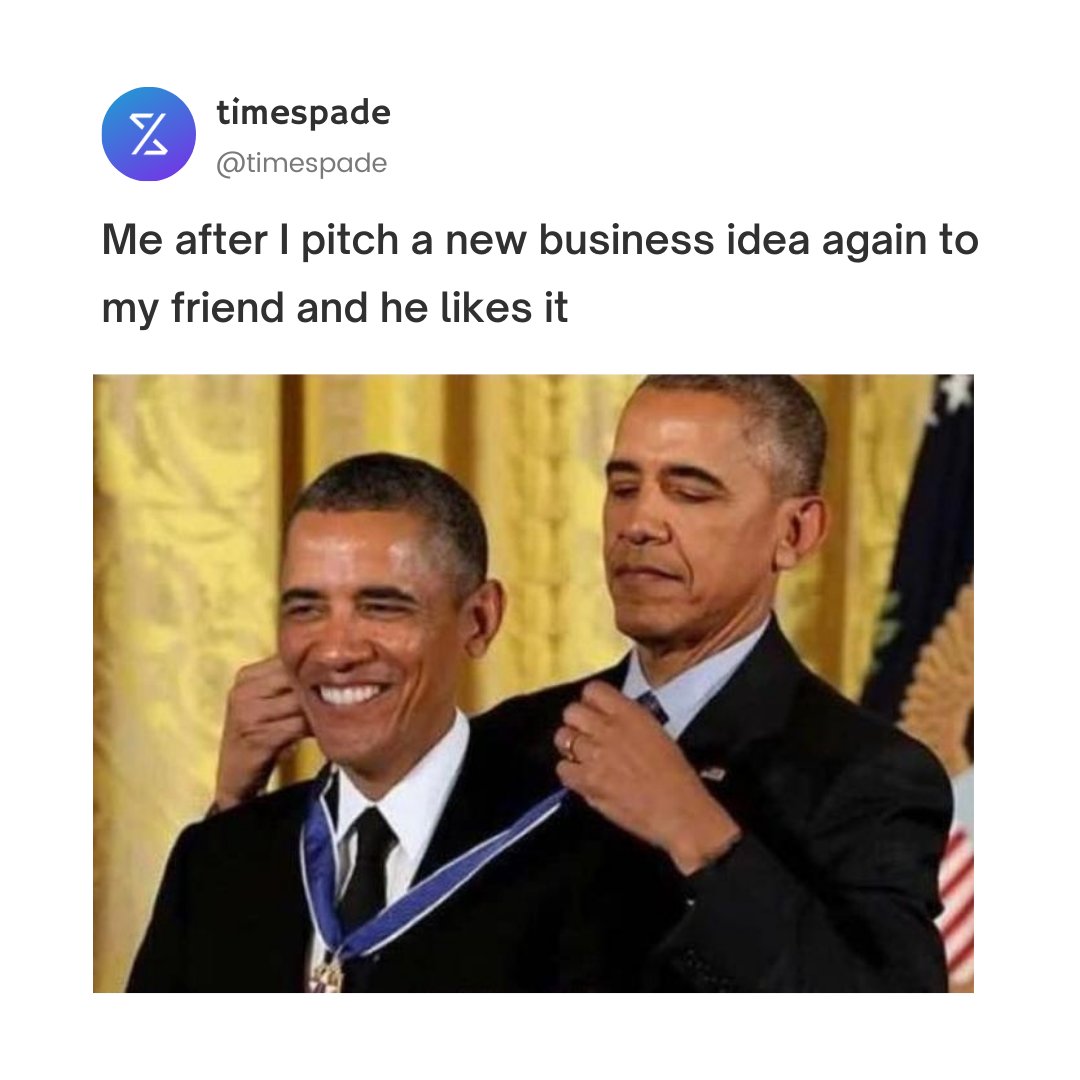 timespade
@timespade
Me after I pitch a new business idea again to
my friend and he likes it